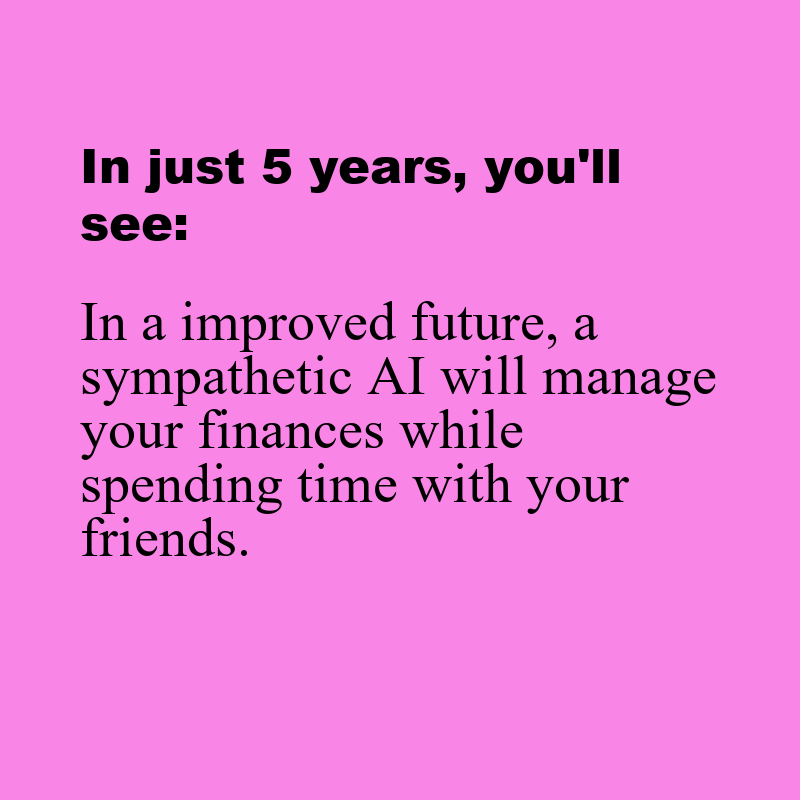 In just 5 years, you'll
see:
In a improved future, a
sympathetic AI will manage
your finances while
spending time with your
friends.